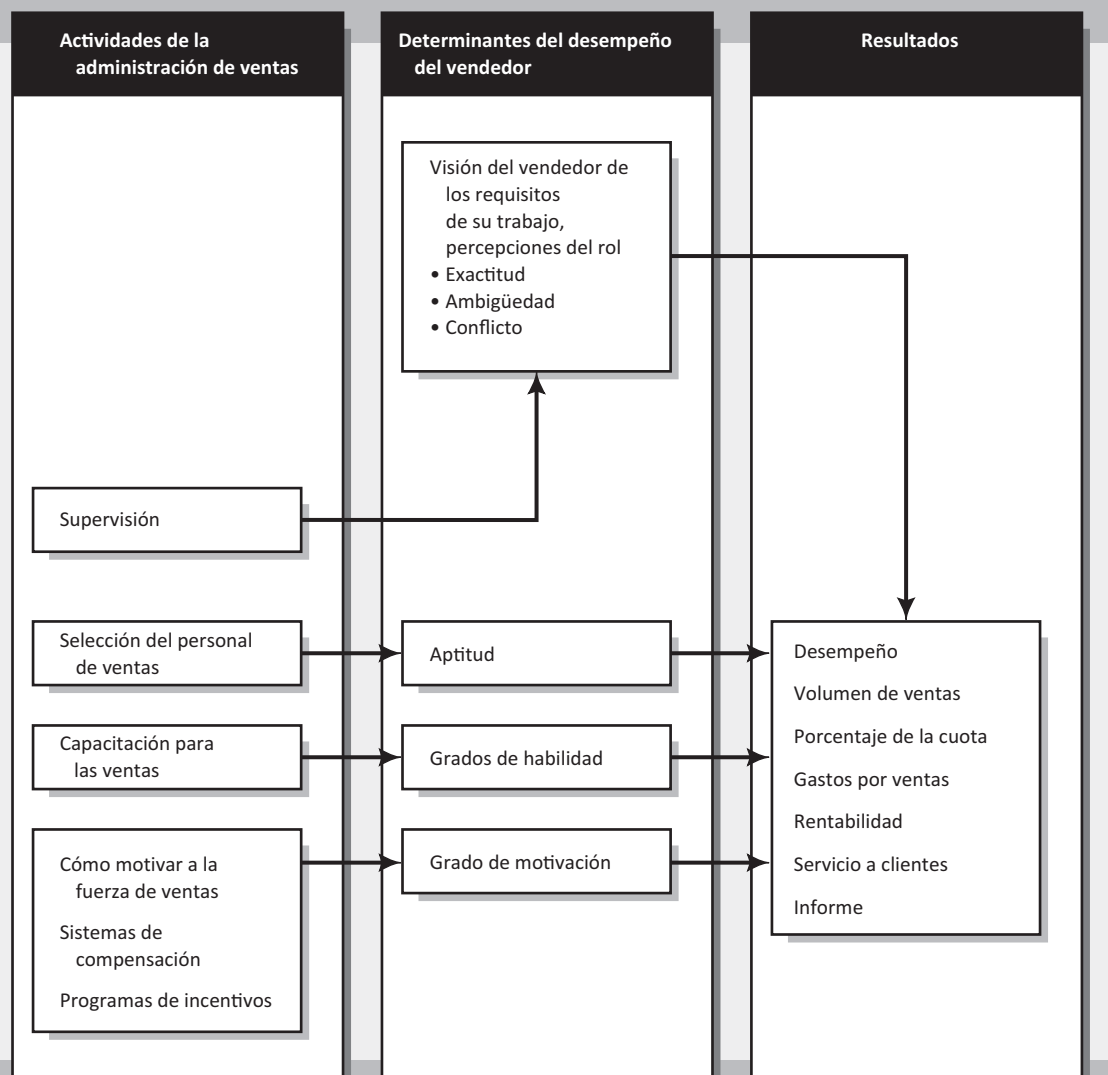 Actividades de la
administración de ventas
Determinantes del desempeño
del vendedor
Resultados
Visión del vendedor de
los requisitos
de su trabajo,
percepciones del rol
• Exactitud
• Ambigüedad
• Conflicto
Supervisión
Selección del personal
de ventas
Aptitud
Capacitación para
las ventas
Grados de habilidad
Cómo motivar a la
fuerza de ventas
Sistemas de
compensación
Programas de incentivos
Grado de motivación
Desempeño
Volumen de ventas
Porcentaje de la cuota
Gastos por ventas
Rentabilidad
Servicio a clientes
Informe